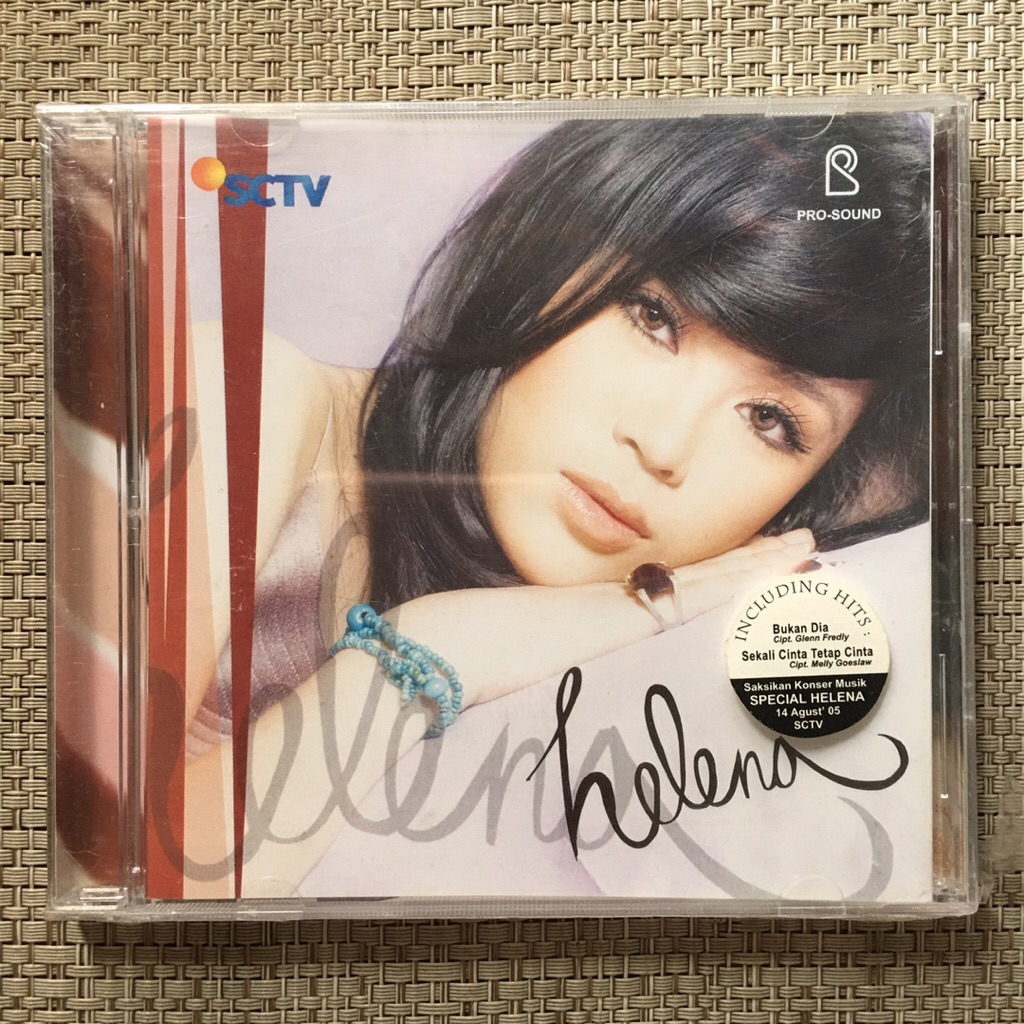 SCTV
PRO-SOUND
INCLUDING HITS :
Bukan Dia
Cipt. Glenn Fredly
Sekali Cinta Tetap Cinta
Cipt. Melly Goeslaw
Saksikan Konser Musik
SPECIAL HELENA
14 Agust' 05
SCTV
helena
helena